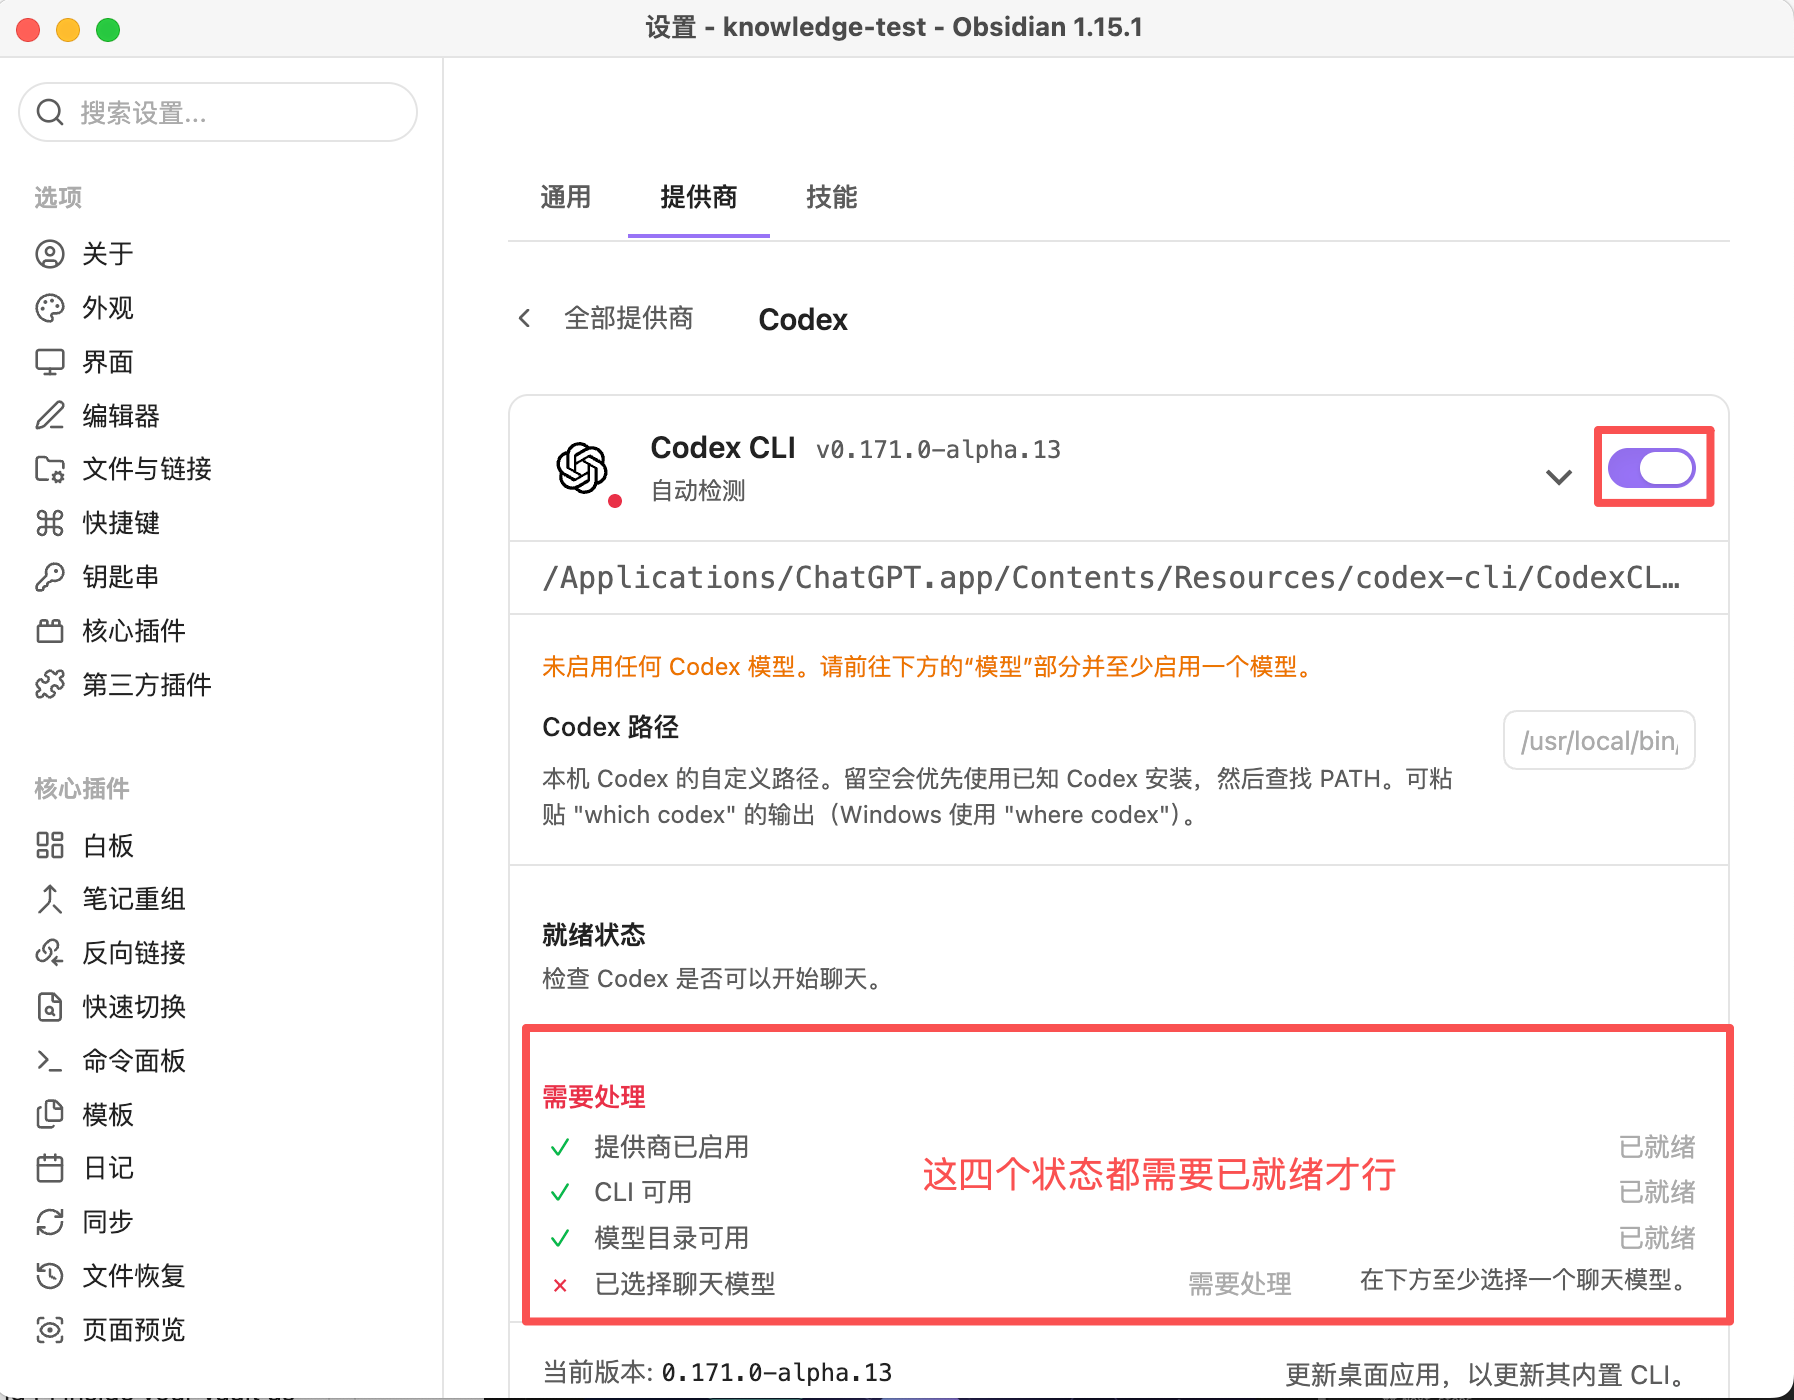 设置 - knowledge-test - Obsidian 1.15.1
搜索设置...
选项
关于
外观
界面
编辑器
文件与链接
快捷键
钥匙串
核心插件
第三方插件
核心插件
白板
笔记重组
反向链接
快速切换
命令面板
模板
日记
同步
文件恢复
页面预览
通用
提供商
技能
全部提供商
Codex
Codex CLI v0.171.0-alpha.13
自动检测
/Applications/ChatGPT.app/Contents/Resources/codex-cli/CodexCL…
未启用任何 Codex 模型。请前往下方的“模型”部分并至少启用一个模型。
Codex 路径
/usr/local/bin/
本机 Codex 的自定义路径。留空会优先使用已知 Codex 安装，然后查找 PATH。可粘
贴 "which codex" 的输出（Windows 使用 "where codex"）。
就绪状态
检查 Codex 是否可以开始聊天。
需要处理
提供商已启用 已就绪
CLI 可用 已就绪
模型目录可用 已就绪
已选择聊天模型 需要处理 在下方至少选择一个聊天模型。
这四个状态都需要已就绪才行
当前版本: 0.171.0-alpha.13
更新桌面应用，以更新其内置 CLI。